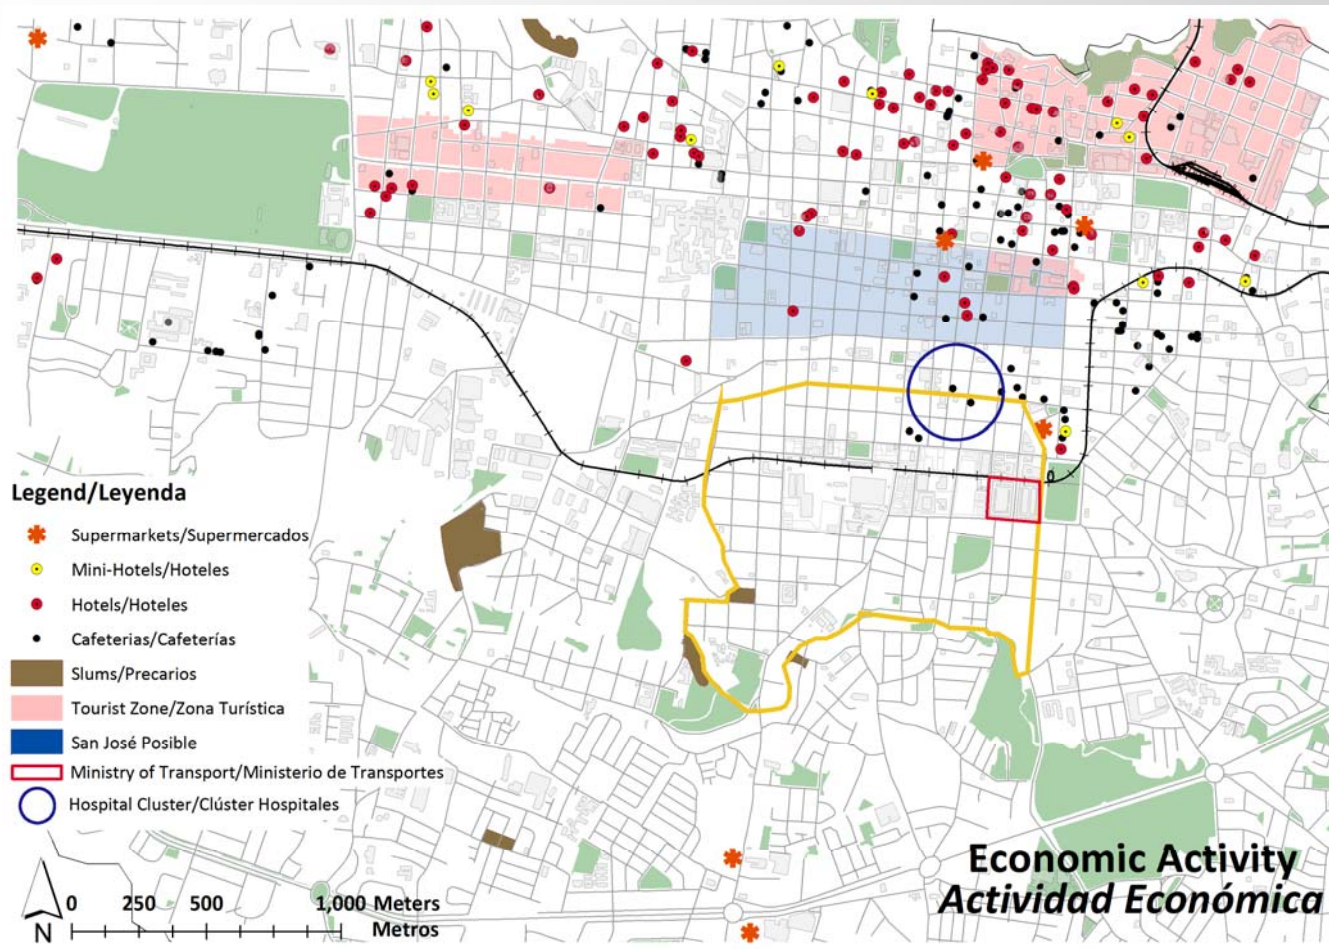 Legend/Leyenda
Supermarkets/Supermercados
Mini-Hotels/Hoteles
Hotels/Hoteles
Cafeterias/Cafeterías
Slums/Precarios
Tourist Zone/Zona Turística
San José Posible
Ministry of Transport/Ministerio de Transportes
Hospital Cluster/Clúster Hospitales
0 250 500 1,000 Meters
Metros
N
Economic Activity
Actividad Económica